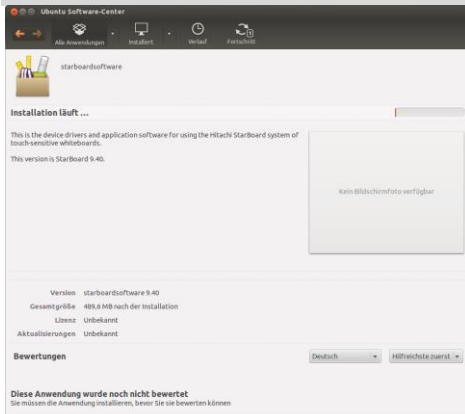 Ubuntu Software-Center
Alle Anwendungen
Installiert
Verlauf
Fortschritt
starboardsoftware
Installation läuft ...
This is the device drivers and application software for using the Hitachi StarBoard system of
touch-sensitive whiteboards.
This version is StarBoard 9.40.
Kein Bildschirmfoto verfügbar
Version starboardsoftware 9.40
Gesamtgröße 489,6 MB nach der Installation
Lizenz Unbekannt
Aktualisierungen Unbekannt
Bewertungen
Deutsch
Hilfreichste zuerst
Diese Anwendung wurde noch nicht bewertet
Sie müssen die Anwendung installieren, bevor Sie sie bewerten können